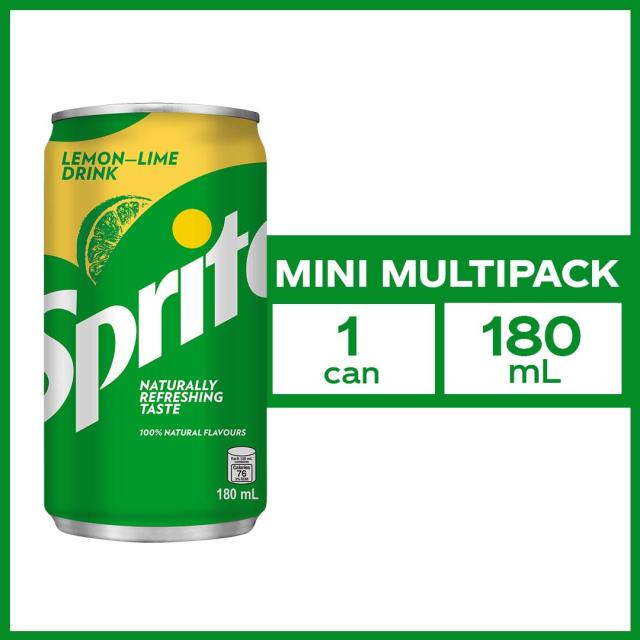 LEMON–LIME
DRINK
Sprite
NATURALLY
REFRESHING
TASTE
100% NATURAL FLAVOURS
Calories
76
180 mL
MINI MULTIPACK
1
can
180
mL